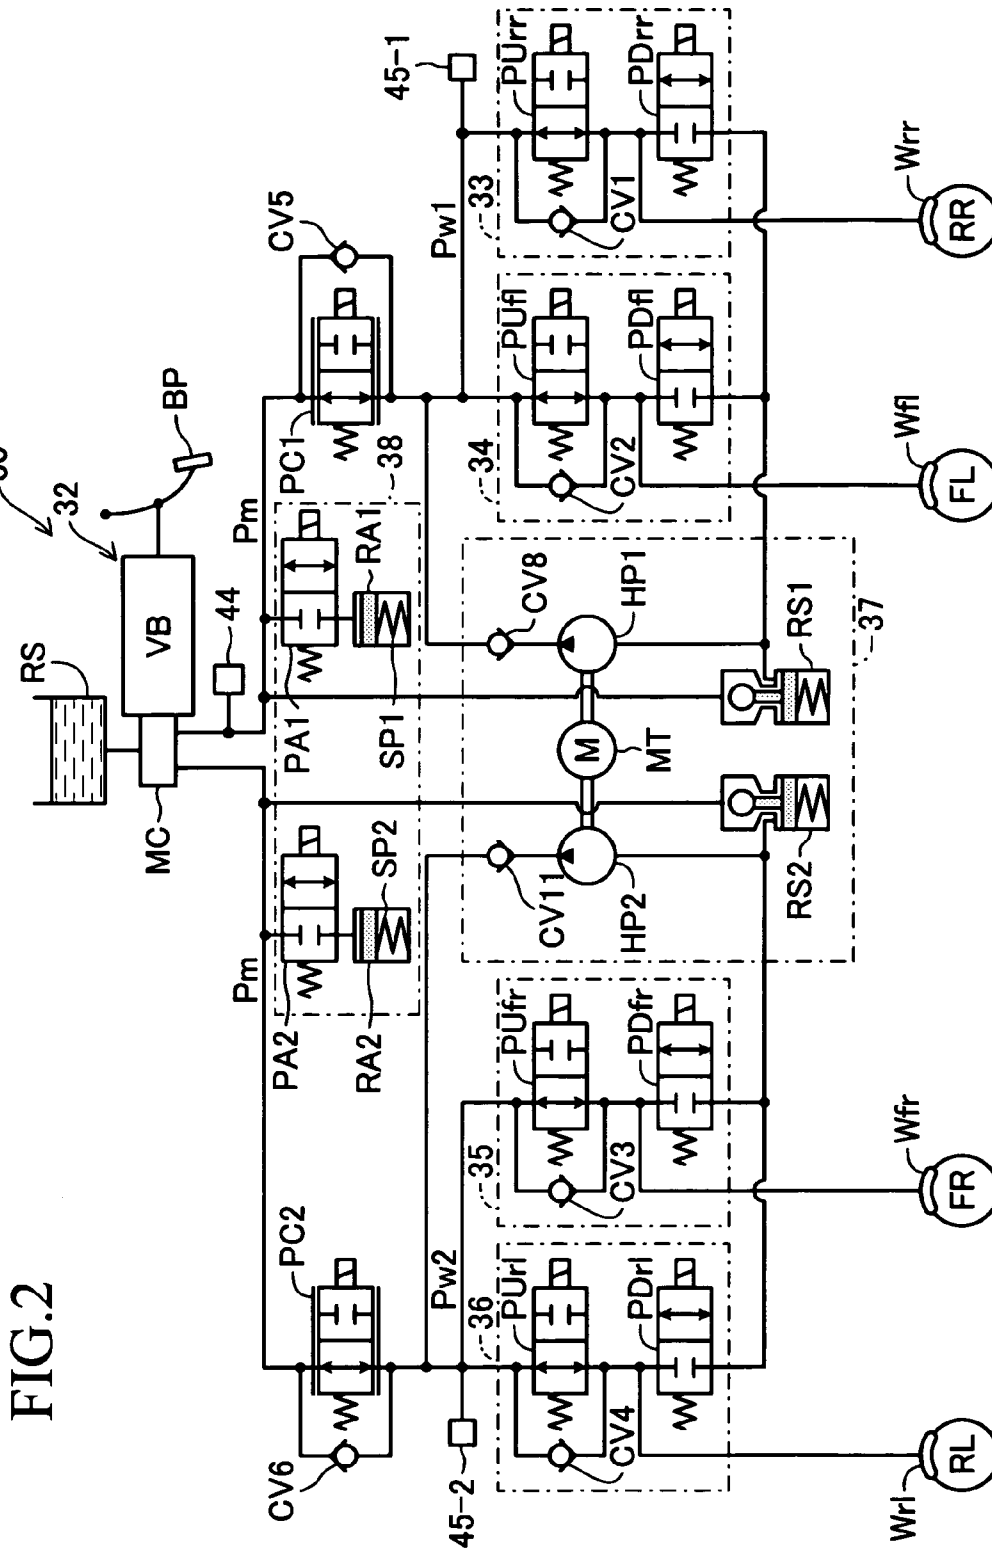 FIG.2
32
RS
VB
MC
BP
44
Pm
Pm
PC2
CV6
PA2
RA2
SP2
PA1
SP1
RA1
38
PC1
CV5
45-2
Pw2
45-1
Pw1
36
PUrl
CV4
PDrl
35
PUfr
CV3
PDfr
CV11
HP2
M
MT
CV8
HP1
RS2
RS1
37
34
PUfl
CV2
PDfl
33
PUrr
CV1
PDrr
Wrl
RL
Wfr
FR
Wfl
FL
Wrr
RR